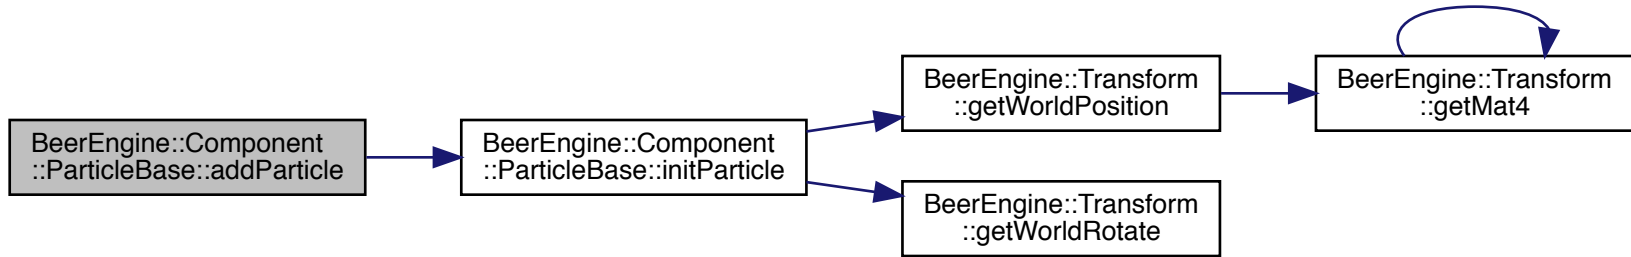 BeerEngine::Component
::ParticleBase::addParticle
BeerEngine::Component
::ParticleBase::initParticle
BeerEngine::Transform
::getWorldPosition
BeerEngine::Transform
::getMat4
BeerEngine::Transform
::getWorldRotate